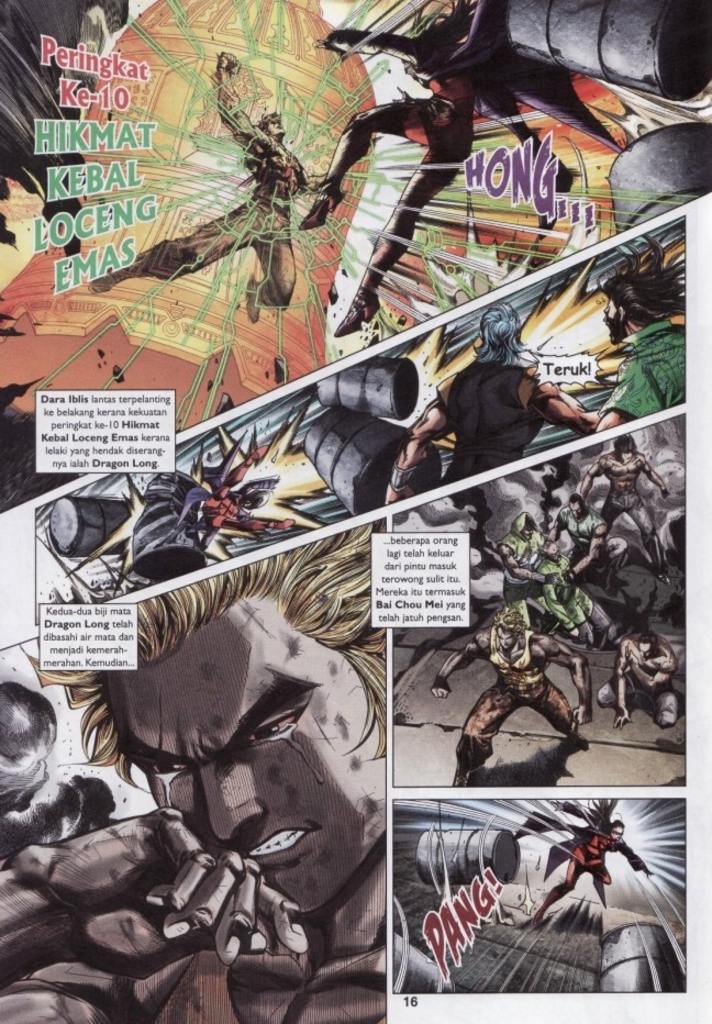 Peringkat
Ke-10
HIKMAT
KEBAL
LOCENG
EMAS
HONG!!!
Teruk!
Dara Iblis lantas terpelanting
ke belakang kerana kekuatan
peringkat ke-10 Hikmat
Kebal Loceng Emas kerana
lelaki yang hendak diserang-
nya ialah Dragon Long.
...beberapa orang
lagi telah keluar
dari pintu masuk
terowong sulit itu.
Mereka itu termasuk
Bai Chou Mei yang
telah jatuh pengsan.
Kedua-dua biji mata
Dragon Long telah
dibasahi air mata dan
menjadi kemerah-
merahan. Kemudian...
PANG!
16